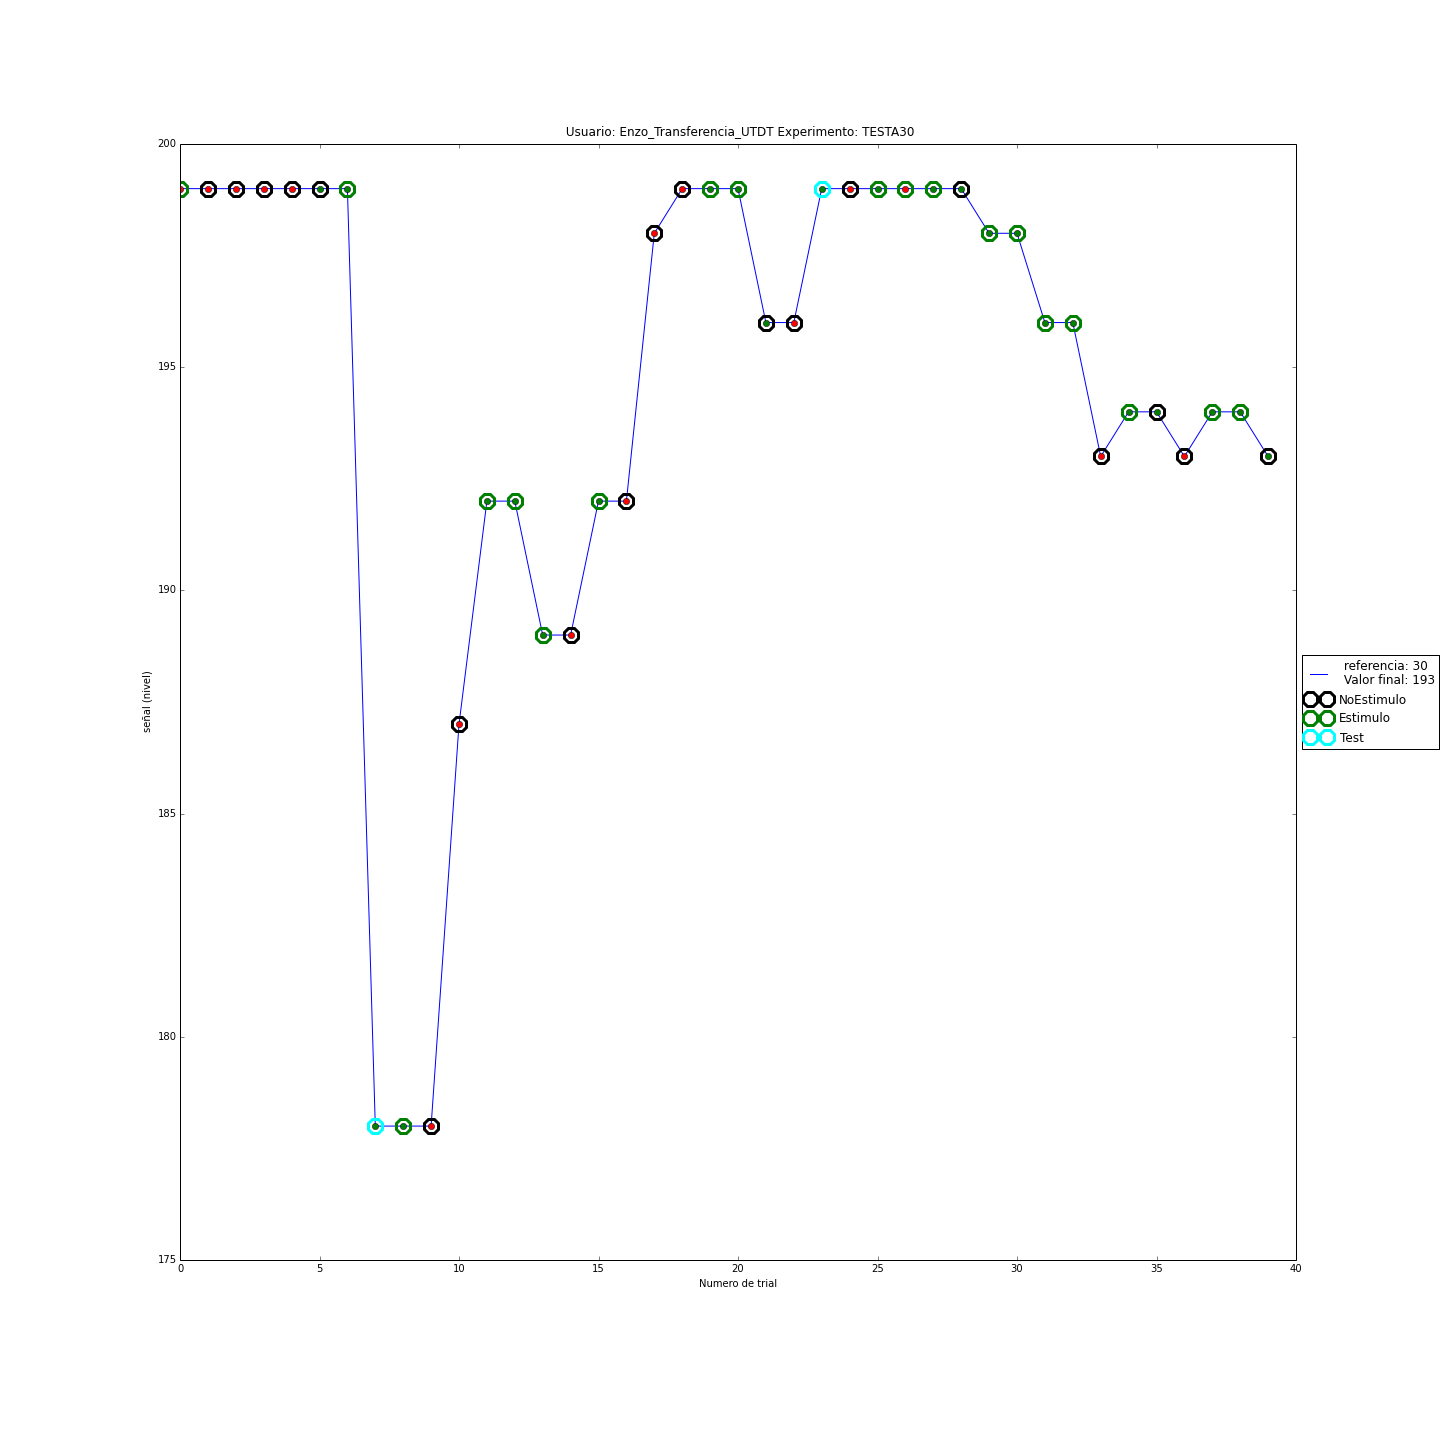 Usuario: Enzo_Transferencia_UTDT Experimento: TESTA30
200
195
190
185
180
175
señal (nivel)
0 5 10 15 20 25 30 35 40
Numero de trial
referencia: 30
Valor final: 193
NoEstimulo
Estimulo
Test